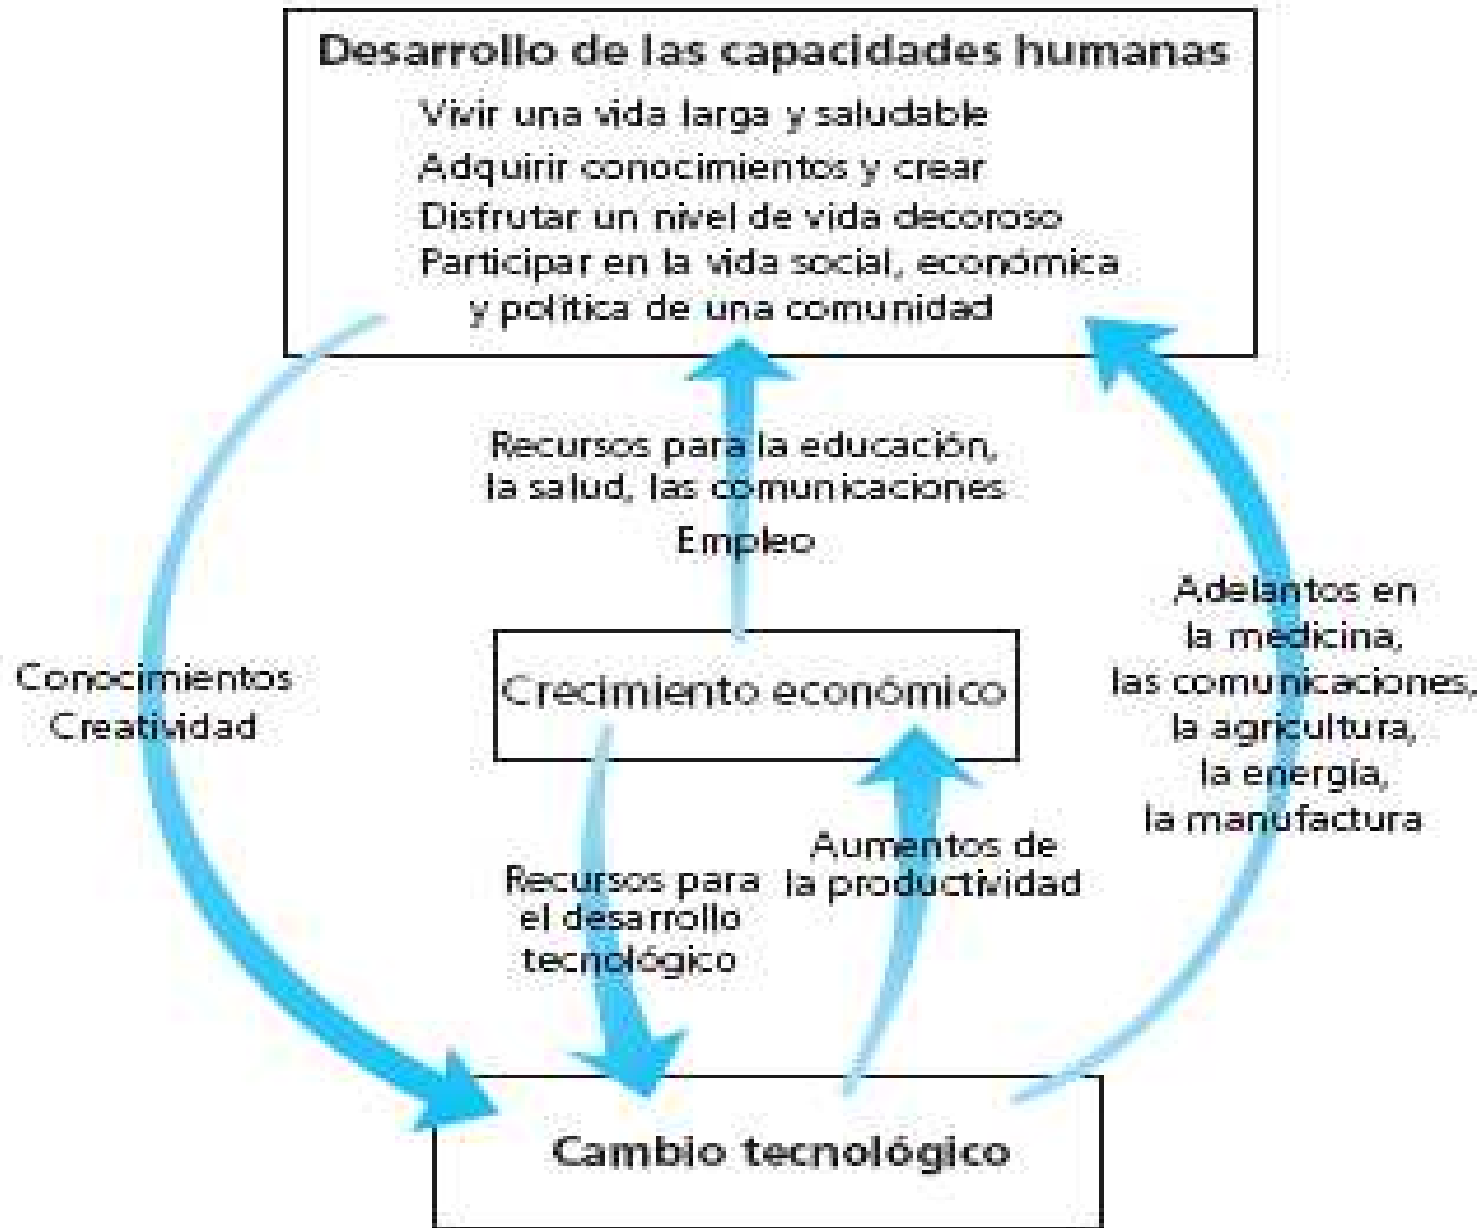 Desarrollo de las capacidades humanas
Vivir una vida larga y saludable
Adquirir conocimientos y crear
Disfrutar un nivel de vida decoroso
Participar en la vida social, económica
y política de una comunidad
Recursos para la educación,
la salud, las comunicaciones
Empleo
Conocimientos
Creatividad
Crecimiento económico
Adelantos en
la medicina,
las comunicaciones,
la agricultura,
la energía,
la manufactura
Recursos para
el desarrollo
tecnológico
Aumentos de
la productividad
Cambio tecnológico